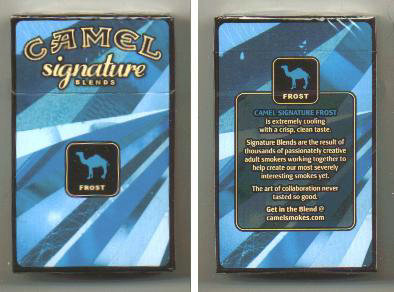 CAMEL
signature
BLENDS
FROST
FROST
CAMEL SIGNATURE FROST
is extremely cooling
with a crisp, clean taste.
Signature Blends are the result of
thousands of passionately creative
adult smokers working together to
help create our most severely
interesting smokes yet.
The art of collaboration never
tasted so good.
Get in the Blend @
camelsmokes.com